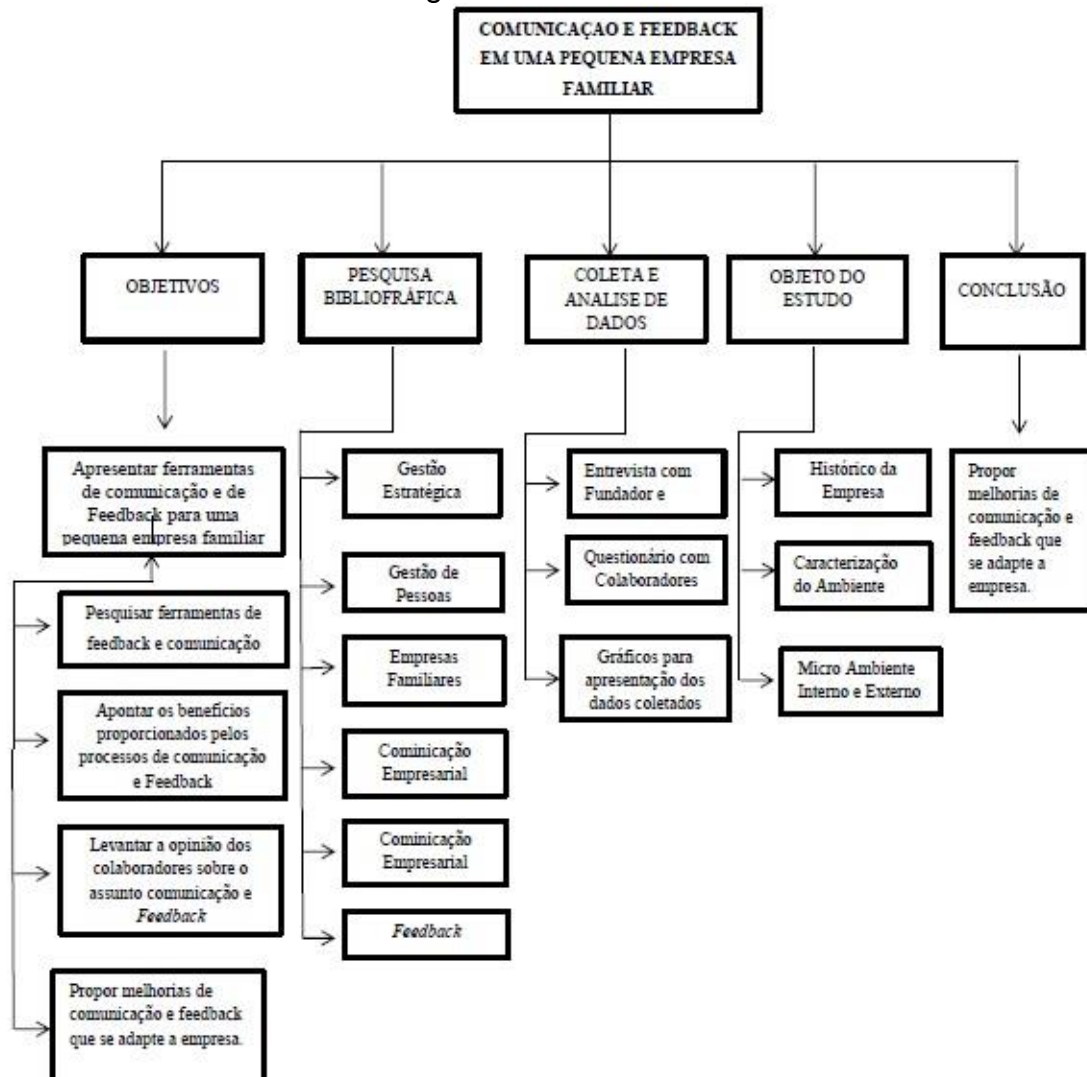 COMUNICAÇAO E FEEDBACK
EM UMA PEQUENA EMPRESA
FAMILIAR
OBJETIVOS
PESQUISA
BIBLIOFRÁFICA
COLETA E
ANALISE DE
DADOS
OBJETO DO
ESTUDO
CONCLUSÃO
Apresentar ferramentas
de comunicação e de
Feedback para uma
pequena empresa familiar
Pesquisar ferramentas de
feedback e comunicação
Apontar os benefícios
proporcionados pelos
processos de comunicação
e Feedback
Levantar a opinião dos
colaboradores sobre o
assunto comunicação e
Feedback
Propor melhorias de
comunicação e feedback
que se adapte a empresa.
Gestão
Estratégica
Gestão de
Pessoas
Empresas
Familiares
Cominicação
Empresarial
Cominicação
Empresarial
Feedback
Entrevista com
Fundador e
Questionário com
Colaboradores
Gráficos para
apresentação dos
dados coletados
Histórico da
Empresa
Caracterização
do Ambiente
Micro Ambiente
Interno e Externo
Propor
melhorias de
comunicação e
feedback que
se adapte a
empresa.